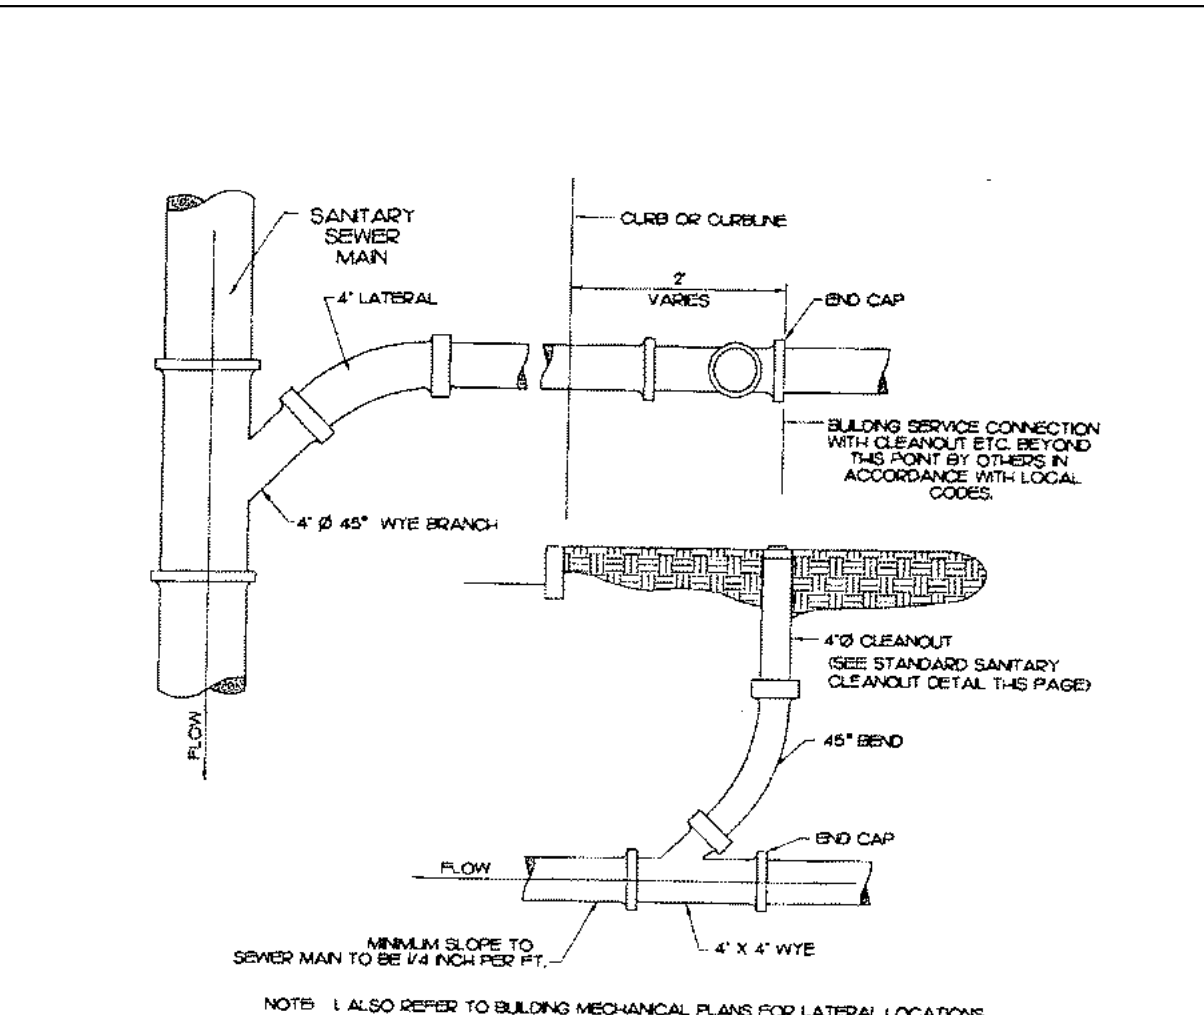 SANITARY
SEWER
MAIN
CURB OR CURBLINE
2'
VARIES
4" LATERAL
END CAP
BUILDING SERVICE CONNECTION
WITH CLEANOUT ETC. BEYOND
THIS POINT BY OTHERS IN
ACCORDANCE WITH LOCAL
CODES.
4" Ø 45° WYE BRANCH
4"Ø CLEANOUT
(SEE STANDARD SANITARY
CLEANOUT DETAIL THIS PAGE)
FLOW
45° BEND
END CAP
FLOW
MINIMUM SLOPE TO
SEWER MAIN TO BE 1/4 INCH PER FT.
4" X 4" WYE
NOTE: 1. ALSO REFER TO BUILDING MECHANICAL PLANS FOR LATERAL LOCATIONS